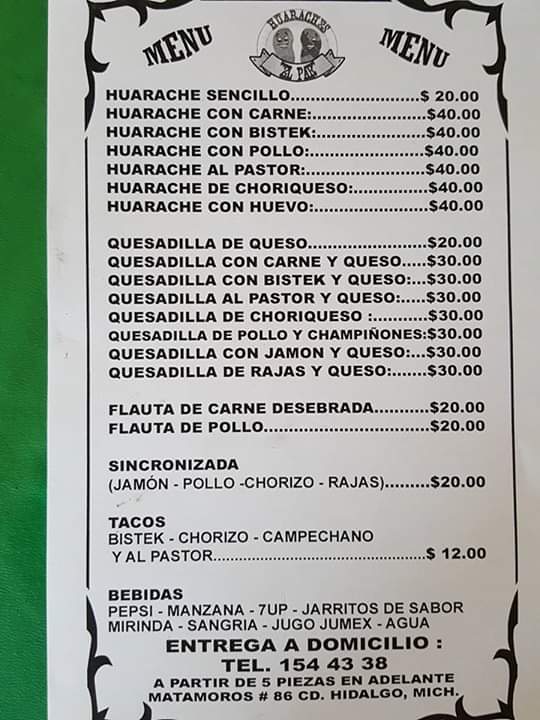 MENU
HUARACHES
"EL PAY"
MENU
HUARACHE SENCILLO............................$ 20.00
HUARACHE CON CARNE:.........................$40.00
HUARACHE CON BISTEK:........................$40.00
HUARACHE CON POLLO:.........................$40.00
HUARACHE AL PASTOR:..........................$40.00
HUARACHE DE CHORIQUESO:................$40.00
HUARACHE CON HUEVO:.........................$40.00
QUESADILLA DE QUESO..........................$20.00
QUESADILLA CON CARNE Y QUESO.....$30.00
QUESADILLA CON BISTEK Y QUESO:...$30.00
QUESADILLA AL PASTOR Y QUESO:.....$30.00
QUESADILLA DE CHORIQUESO :...........$30.00
QUESADILLA DE POLLO Y CHAMPIÑONES:$30.00
QUESADILLA CON JAMON Y QUESO:...$30.00
QUESADILLA DE RAJAS Y QUESO:.......$30.00
FLAUTA DE CARNE DESEBRADA...........$20.00
FLAUTA DE POLLO...................................$20.00
SINCRONIZADA
(JAMÓN - POLLO -CHORIZO - RAJAS).........$20.00
TACOS
BISTEK - CHORIZO - CAMPECHANO
Y AL PASTOR..............................................$ 12.00
BEBIDAS
PEPSI - MANZANA - 7UP - JARRITOS DE SABOR
MIRINDA - SANGRIA - JUGO JUMEX - AGUA
ENTREGA A DOMICILIO :
TEL. 154 43 38
A PARTIR DE 5 PIEZAS EN ADELANTE
MATAMOROS # 86 CD. HIDALGO, MICH.